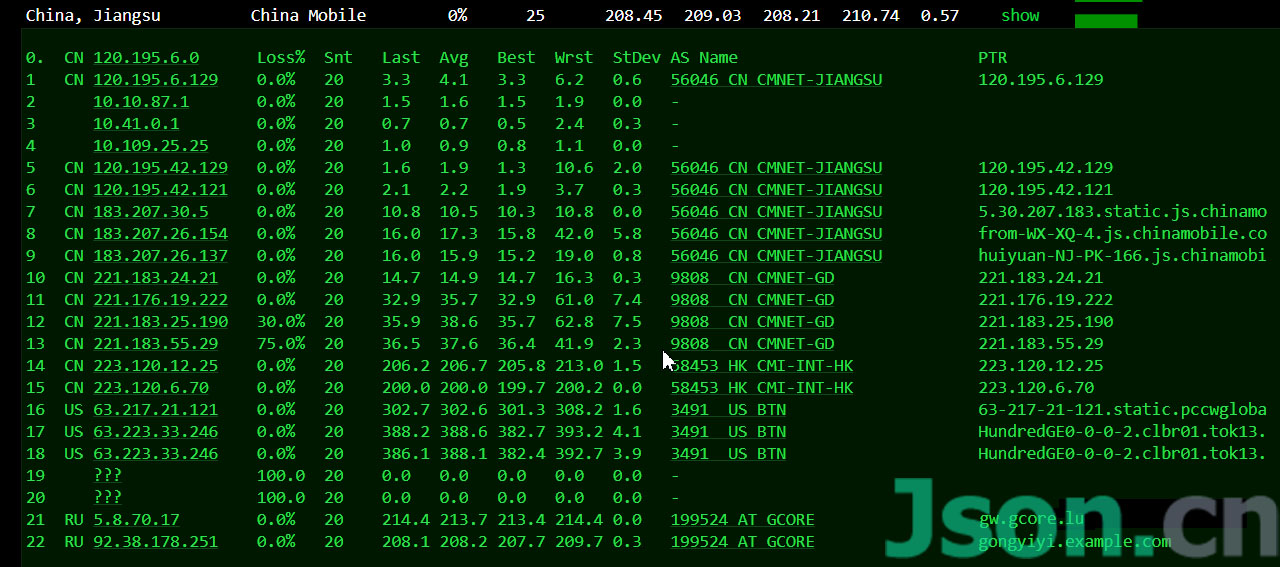 China, Jiangsu China Mobile 0% 25 208.45 209.03 208.21 210.74 0.57 show
0. CN 120.195.6.0 Loss% Snt Last Avg Best Wrst StDev AS Name PTR
1 CN 120.195.6.129 0.0% 20 3.3 4.1 3.3 6.2 0.6 56046 CN CMNET-JIANGSU 120.195.6.129
2 10.10.87.1 0.0% 20 1.5 1.6 1.5 1.9 0.0 -
3 10.41.0.1 0.0% 20 0.7 0.7 0.5 2.4 0.3 -
4 10.109.25.25 0.0% 20 1.0 0.9 0.8 1.1 0.0 -
5 CN 120.195.42.129 0.0% 20 1.6 1.9 1.3 10.6 2.0 56046 CN CMNET-JIANGSU 120.195.42.129
6 CN 120.195.42.121 0.0% 20 2.1 2.2 1.9 3.7 0.3 56046 CN CMNET-JIANGSU 120.195.42.121
7 CN 183.207.30.5 0.0% 20 10.8 10.5 10.3 10.8 0.0 56046 CN CMNET-JIANGSU 5.30.207.183.static.js.chinamo
8 CN 183.207.26.154 0.0% 20 16.0 17.3 15.8 42.0 5.8 56046 CN CMNET-JIANGSU from-WX-XQ-4.js.chinamobile.co
9 CN 183.207.26.137 0.0% 20 16.0 15.9 15.2 19.0 0.8 56046 CN CMNET-JIANGSU huiyuan-NJ-PK-166.js.chinamobi
10 CN 221.183.24.21 0.0% 20 14.7 14.9 14.7 16.3 0.3 9808 CN CMNET-GD 221.183.24.21
11 CN 221.176.19.222 0.0% 20 32.9 35.7 32.9 61.0 7.4 9808 CN CMNET-GD 221.176.19.222
12 CN 221.183.25.190 30.0% 20 35.9 38.6 35.7 62.8 7.5 9808 CN CMNET-GD 221.183.25.190
13 CN 221.183.55.29 75.0% 20 36.5 37.6 36.4 41.9 2.3 9808 CN CMNET-GD 221.183.55.29
14 CN 223.120.12.25 0.0% 20 206.2 206.7 205.8 213.0 1.5 58453 HK CMI-INT-HK 223.120.12.25
15 CN 223.120.6.70 0.0% 20 200.0 200.0 199.7 200.2 0.0 58453 HK CMI-INT-HK 223.120.6.70
16 US 63.217.21.121 0.0% 20 302.7 302.6 301.3 308.2 1.6 3491 US BTN 63-217-21-121.static.pccwgloba
17 US 63.223.33.246 0.0% 20 388.2 388.6 382.7 393.2 4.1 3491 US BTN HundredGE0-0-0-2.clbr01.tok13.
18 US 63.223.33.246 0.0% 20 386.1 388.1 382.4 392.7 3.9 3491 US BTN HundredGE0-0-0-2.clbr01.tok13.
19 ??? 100.0 20 0.0 0.0 0.0 0.0 0.0 -
20 ??? 100.0 20 0.0 0.0 0.0 0.0 0.0 -
21 RU 5.8.70.17 0.0% 20 214.4 213.7 213.4 214.4 0.0 199524 AT GCORE gw.gcore.lu
22 RU 92.38.178.251 0.0% 20 208.1 208.2 207.7 209.7 0.3 199524 AT GCORE gongyiyi.example.com
Json.cn